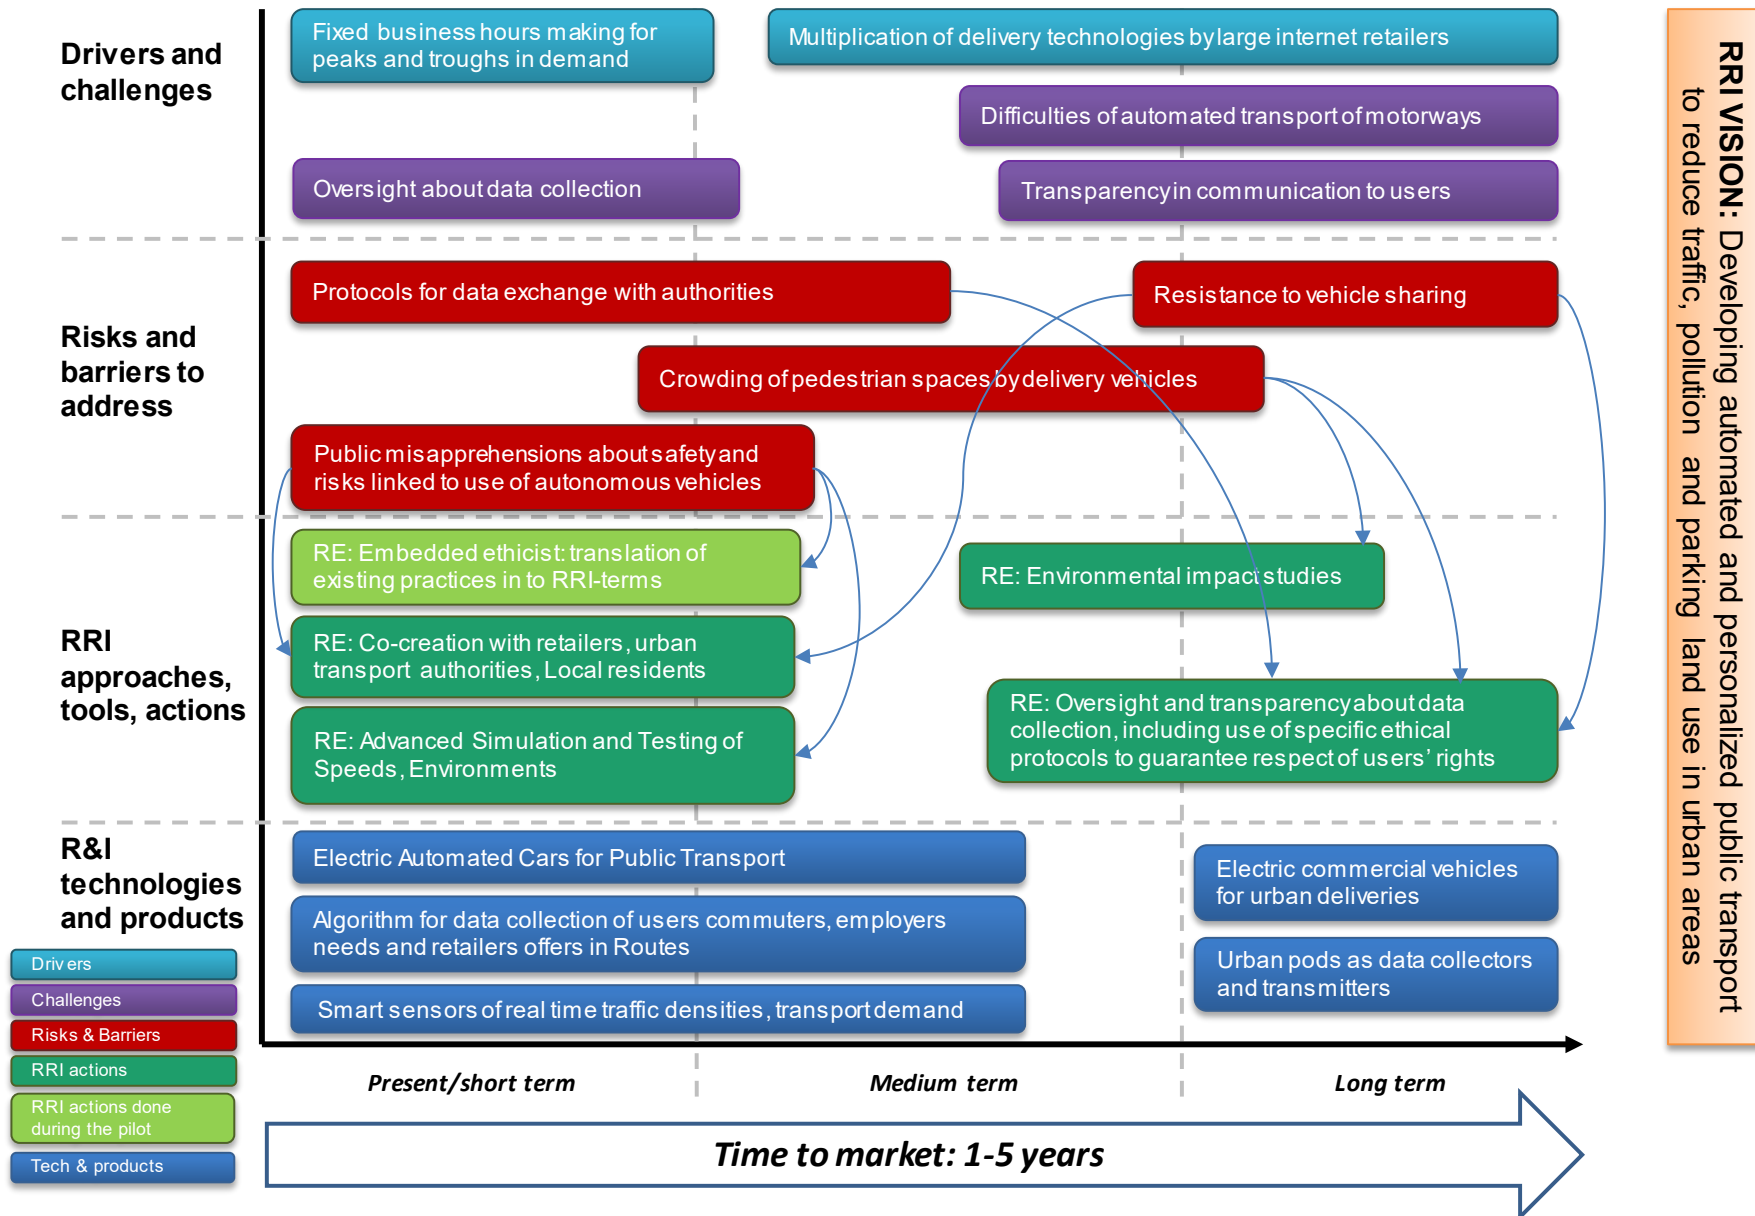 Drivers and
challenges
Fixed business hours making for
peaks and troughs in demand
Multiplication of delivery technologies by large internet retailers
Difficulties of automated transport of motorways
Oversight about data collection
Transparency in communication to users
Risks and
barriers to
address
Protocols for data exchange with authorities
Resistance to vehicle sharing
Crowding of pedestrian spaces by delivery vehicles
Public misapprehensions about safety and
risks linked to use of autonomous vehicles
RRI
approaches,
tools, actions
RE: Embedded ethicist: translation of
existing practices in to RRI-terms
RE: Environmental impact studies
RE: Co-creation with retailers, urban
transport authorities, Local residents
RE: Advanced Simulation and Testing of
Speeds, Environments
RE: Oversight and transparency about data
collection, including use of specific ethical
protocols to guarantee respect of users’ rights
R&I
technologies
and products
Electric Automated Cars for Public Transport
Algorithm for data collection of users commuters, employers
needs and retailers offers in Routes
Smart sensors of real time traffic densities, transport demand
Electric commercial vehicles
for urban deliveries
Urban pods as data collectors
and transmitters
Drivers
Challenges
Risks & Barriers
RRI actions
RRI actions done
during the pilot
Tech & products
Present/short term
Medium term
Long term
Time to market: 1-5 years
RRI VISION: Developing automated and personalized public transport
to reduce traffic, pollution and parking land use in urban areas